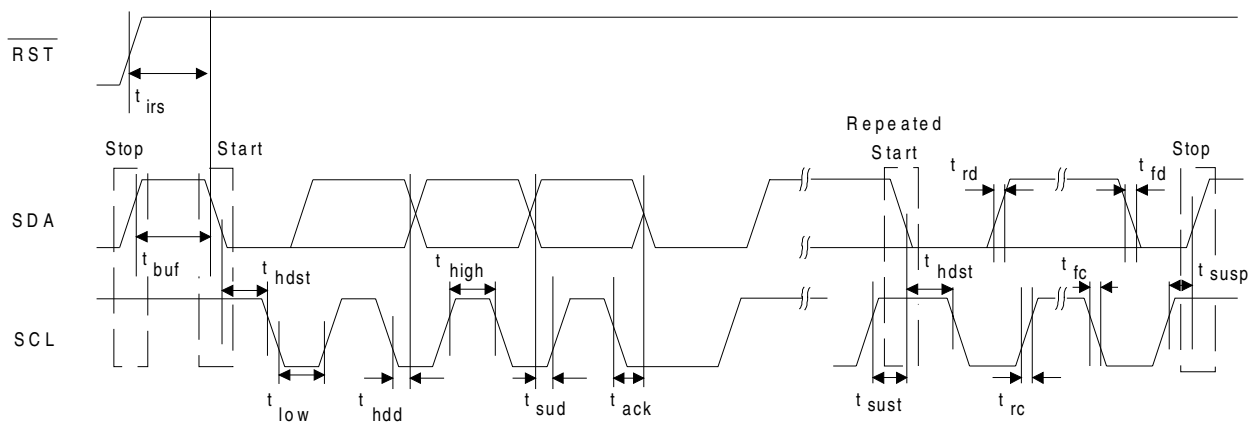 RST
t irs
Repeated
Stop Start Start Stop
t rd t fd
SDA
t buf t hdst t high t hdst t fc t susp
SCL
t low t hdd t sud t ack t sust t rc